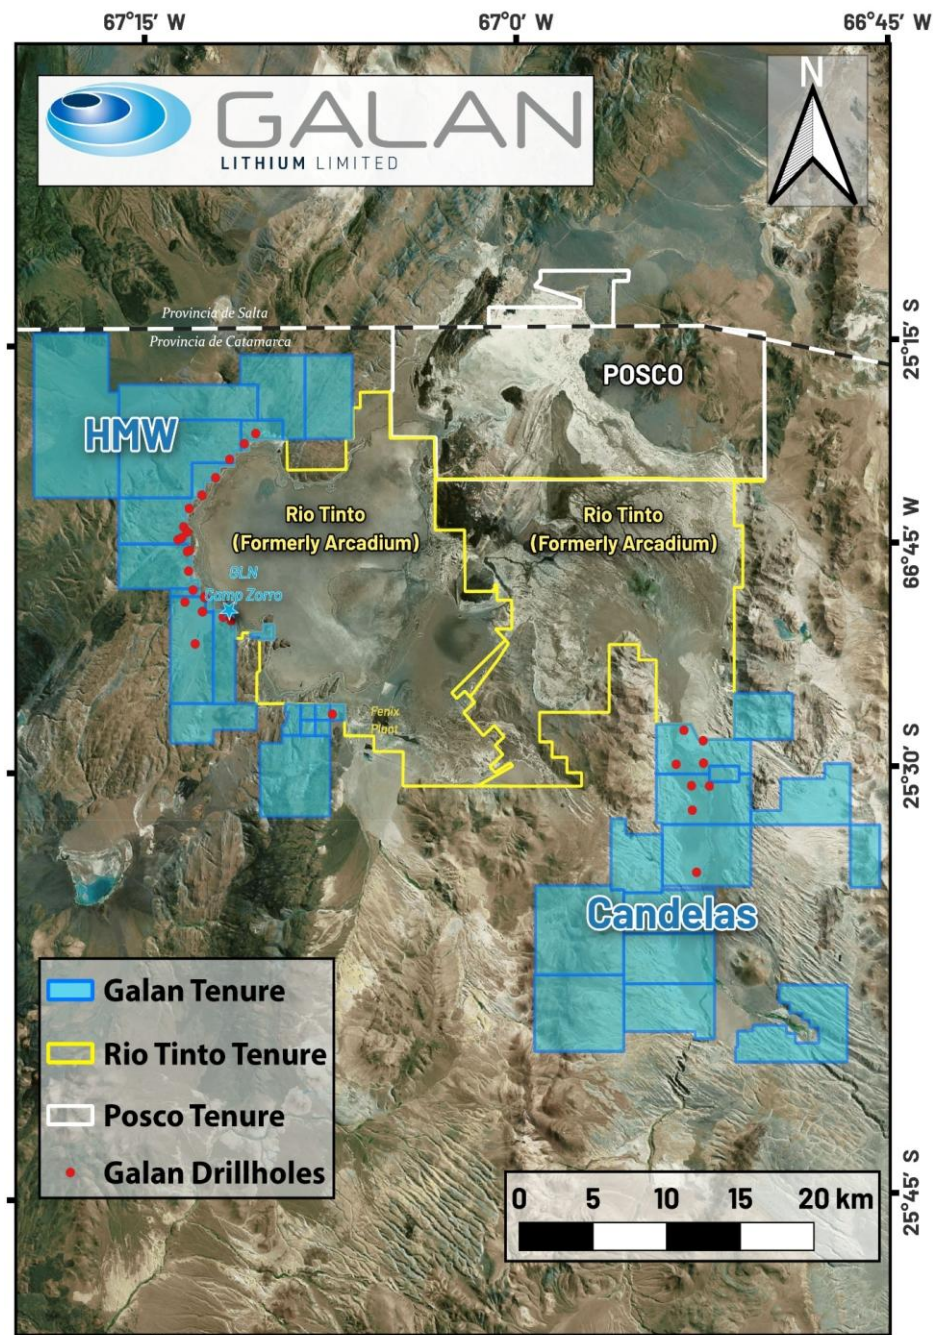 67°15' W
67°0' W
66°45' W
GALAN
LITHIUM LIMITED
N
Provincia de Salta
Provincia de Catamarca
25°15' S
POSCO
HMW
Rio Tinto
(Formerly Arcadium)
Rio Tinto
(Formerly Arcadium)
66°45' W
GLN
Camp Zorro
Fenix
Plant
25°30' S
Candelas
Galan Tenure
Rio Tinto Tenure
Posco Tenure
Galan Drillholes
0 5 10 15 20 km
25°45' S